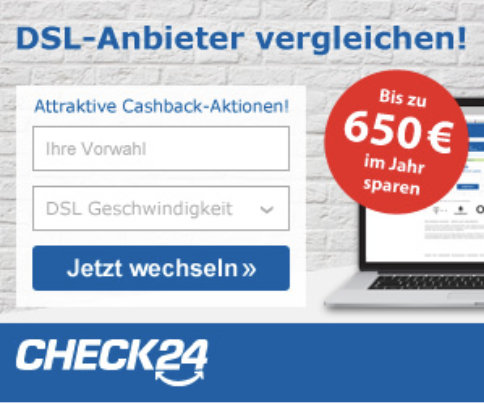 DSL-Anbieter vergleichen!
Attraktive Cashback-Aktionen!
Ihre Vorwahl
DSL Geschwindigkeit
Jetzt wechseln »
Bis zu
650 €
im Jahr
sparen
CHECK24